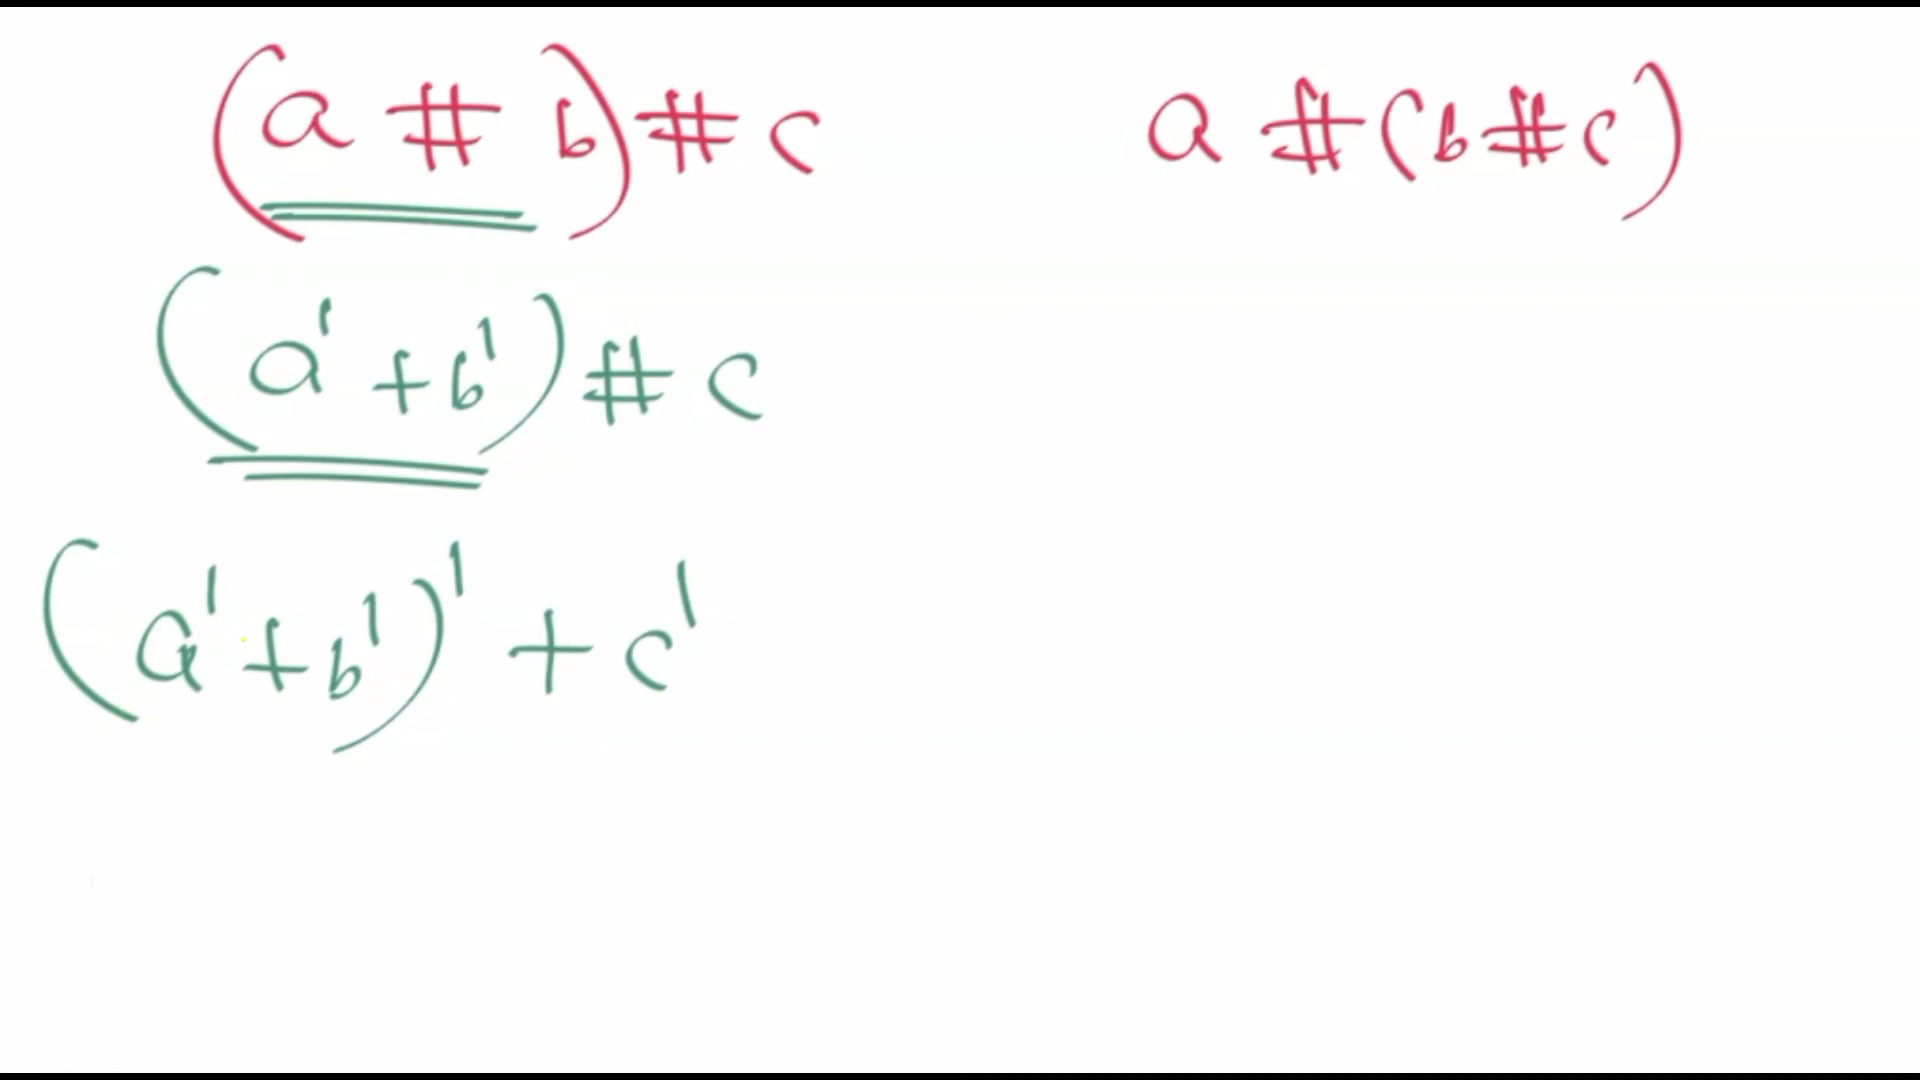 (a # b) # c
a # (b # c)
(a' + b') # c
(a' + b')' + c'